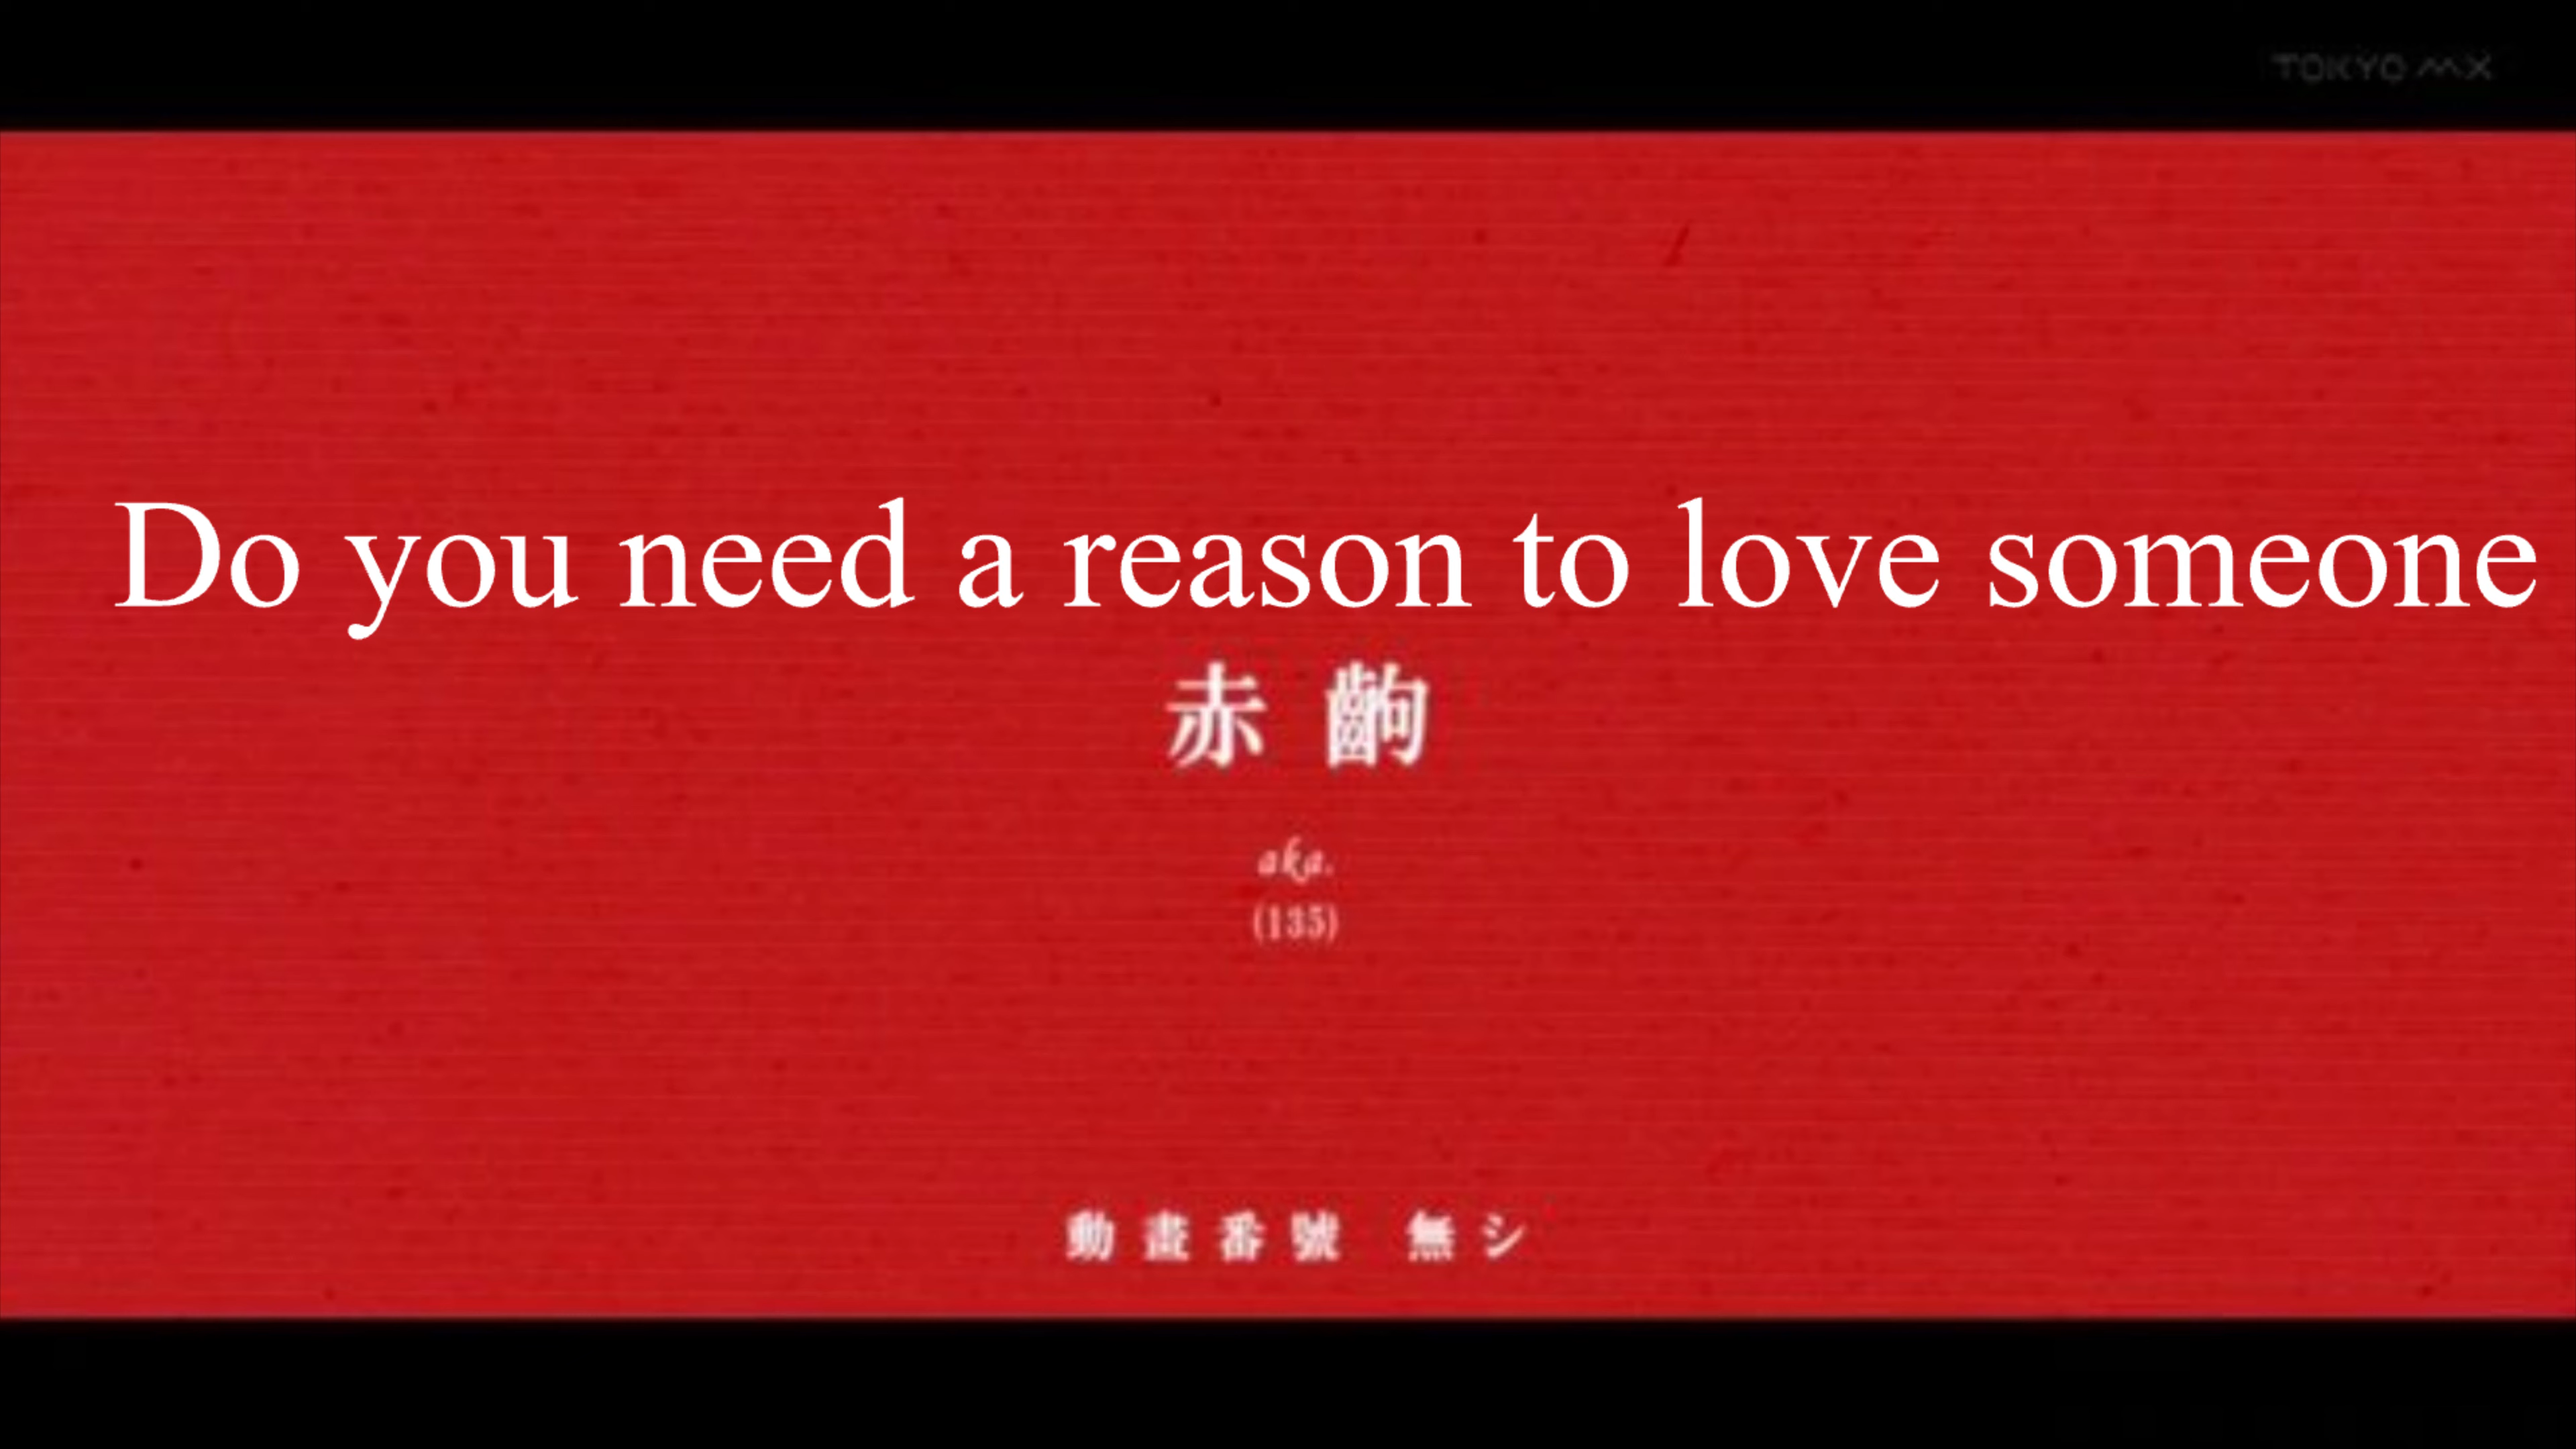 TOKYO MX
Do you need a reason to love someone
赤 齣
aka.
(135)
動畫番號 無シ